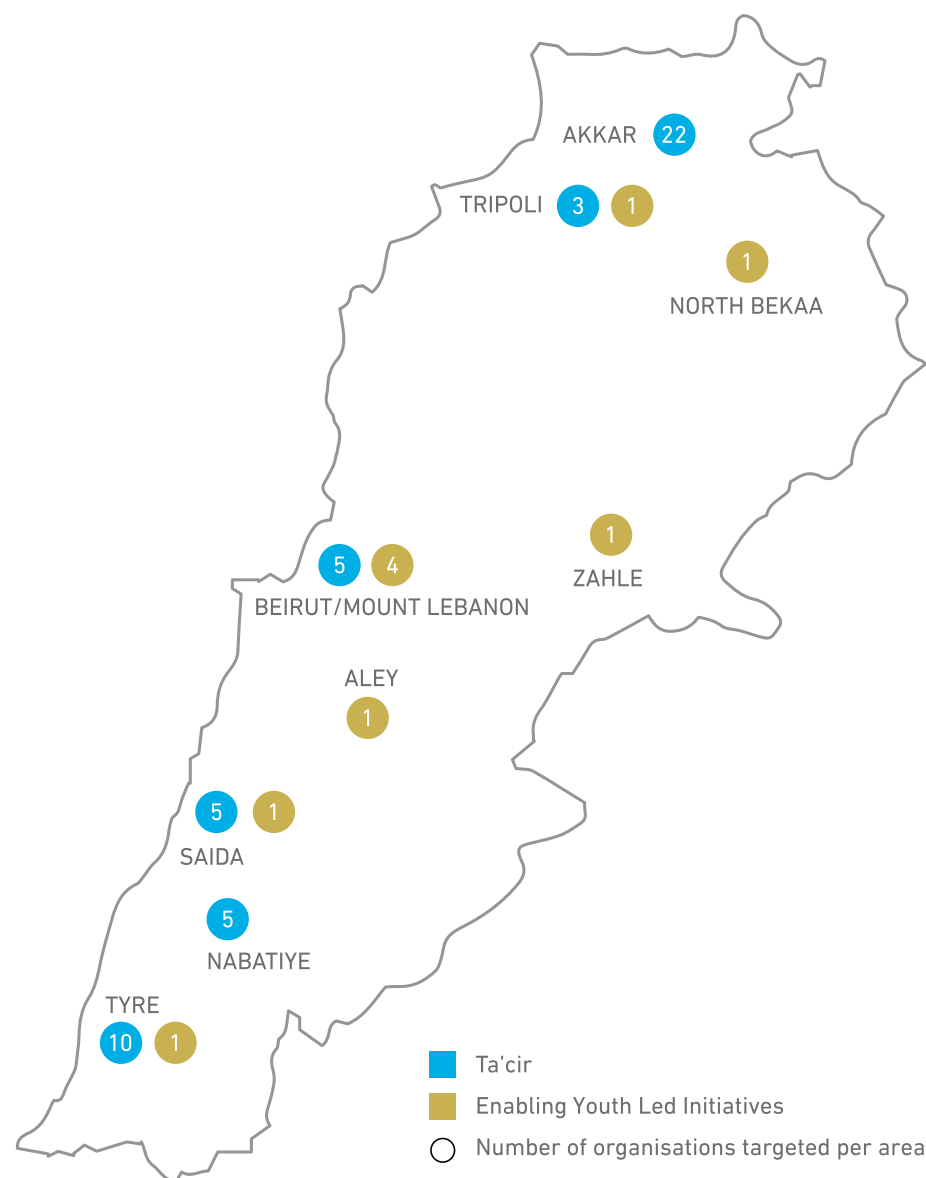 AKKAR 22
TRIPOLI 3 1
1
NORTH BEKAA
1
ZAHLE
5 4
BEIRUT/MOUNT LEBANON
ALEY
1
5 1
SAIDA
5
NABATIYE
TYRE
10 1
Ta’cir
Enabling Youth Led Initiatives
Number of organisations targeted per area